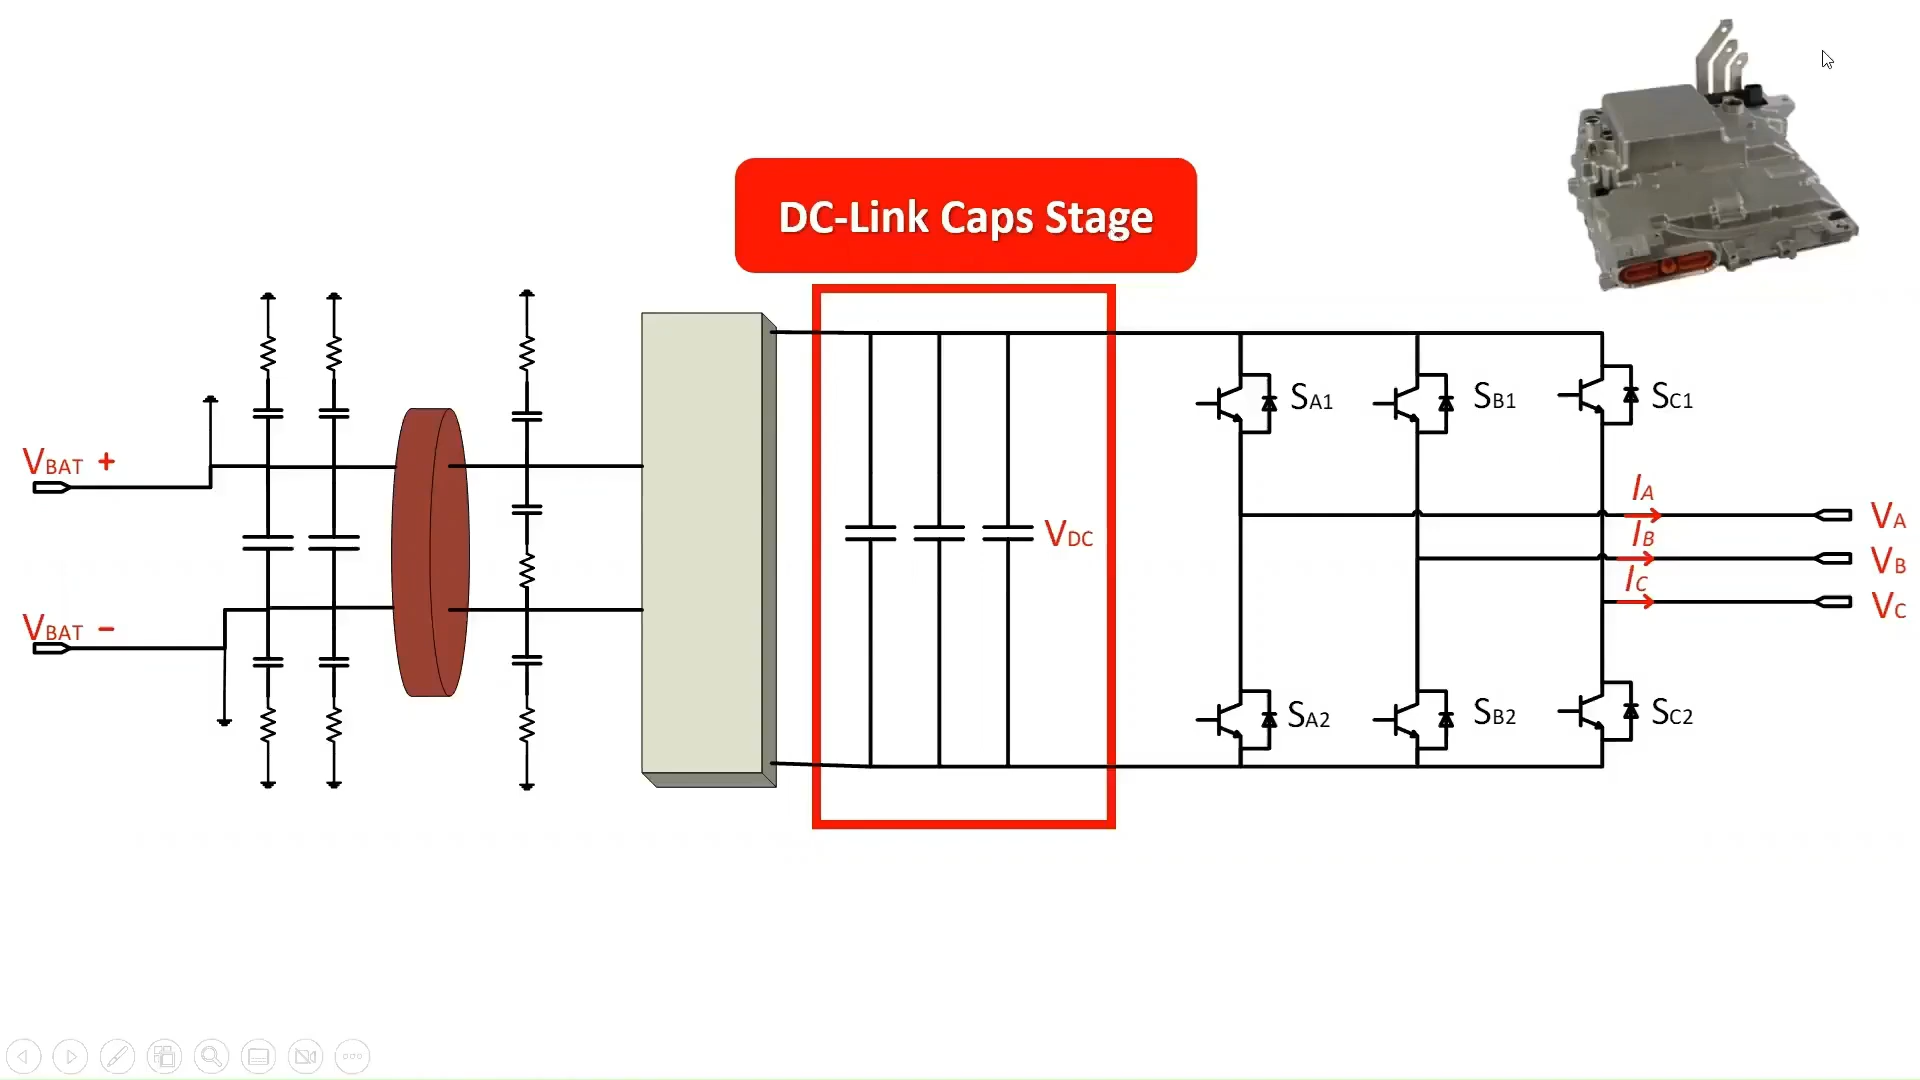 DC-Link Caps Stage
VBAT +
VBAT −
VDC
SA1
SB1
SC1
IA
IB
IC
VA
VB
VC
SA2
SB2
SC2